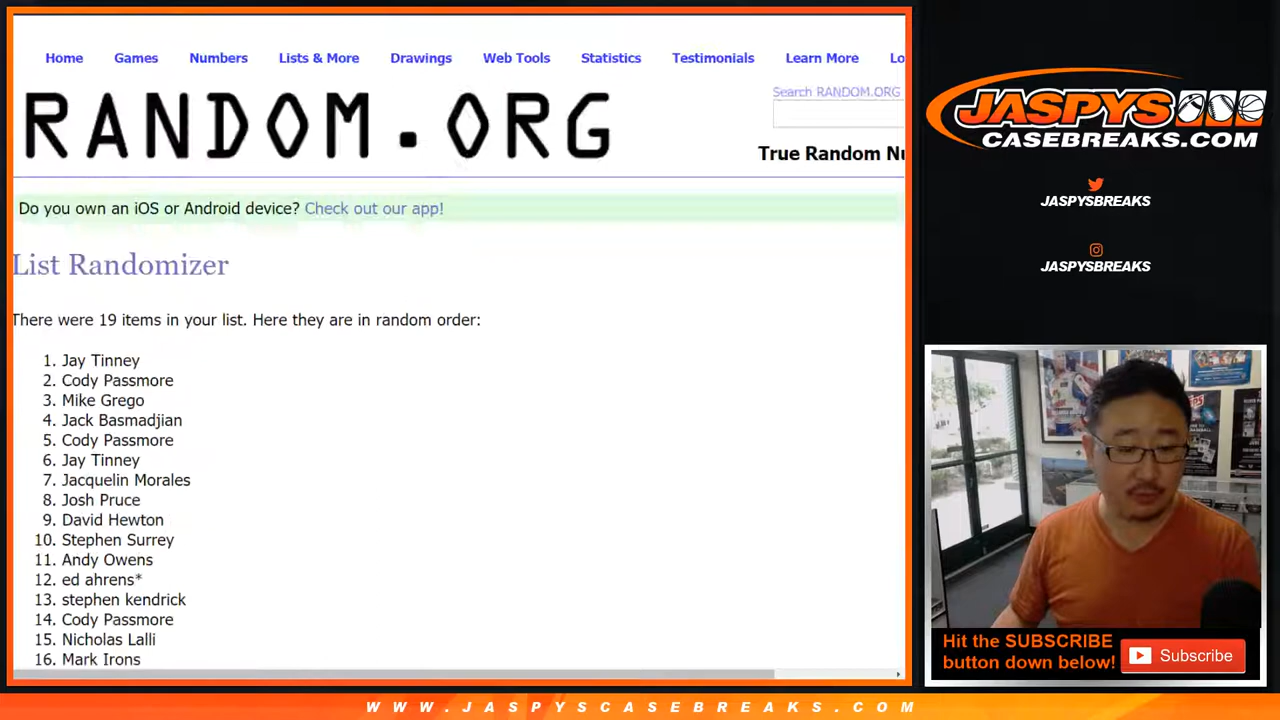 Home Games Numbers Lists & More Drawings Web Tools Statistics Testimonials Learn More Lo
RANDOM.ORG
Search RANDOM.ORG
True Random Nu
Do you own an iOS or Android device? Check out our app!
List Randomizer
There were 19 items in your list. Here they are in random order:
1. Jay Tinney
2. Cody Passmore
3. Mike Grego
4. Jack Basmadjian
5. Cody Passmore
6. Jay Tinney
7. Jacquelin Morales
8. Josh Pruce
9. David Hewton
10. Stephen Surrey
11. Andy Owens
12. ed ahrens*
13. stephen kendrick
14. Cody Passmore
15. Nicholas Lalli
16. Mark Irons
JASPYS
CASEBREAKS.COM
JASPYSBREAKS
JASPYSBREAKS
Hit the SUBSCRIBE
button down below!
Subscribe
WWW.JASPYSCASEBREAKS.COM